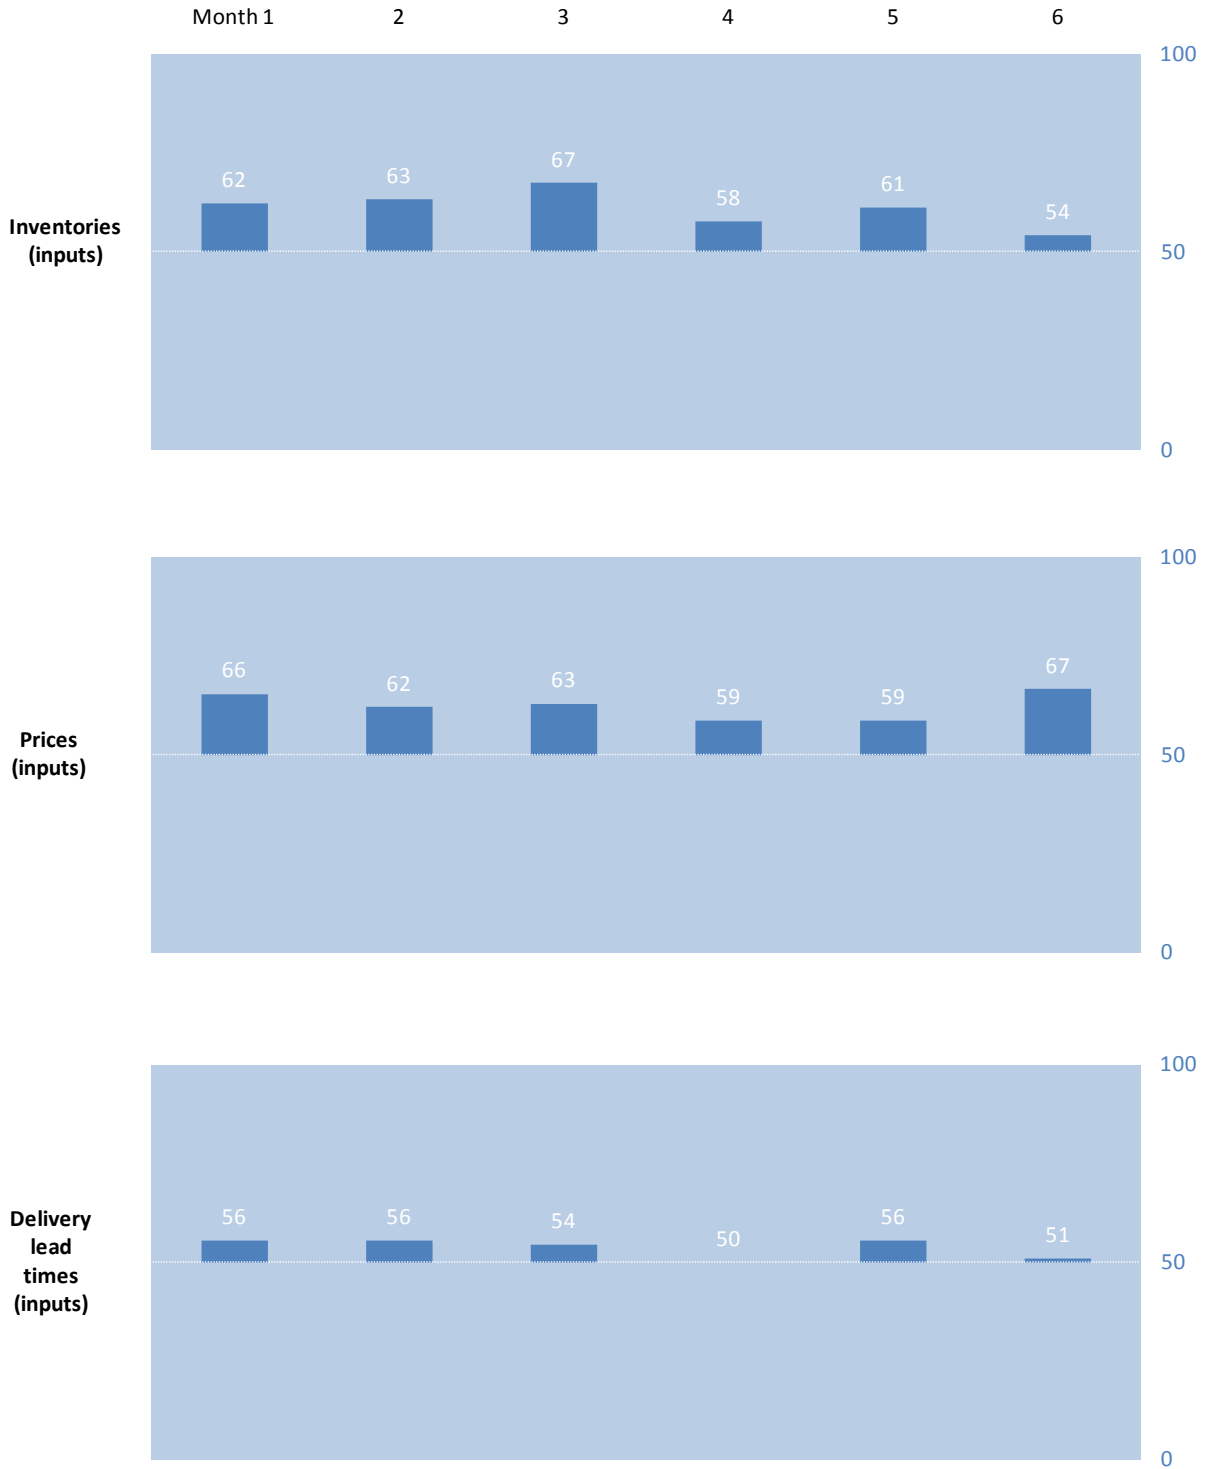 Month 1 2 3 4 5 6
100
62 63 67 58 61 54
Inventories
(inputs)
50
0
100
66 62 63 59 59 67
Prices
(inputs)
50
0
100
56 56 54 50 56 51
Delivery
lead
times
(inputs)
50
0